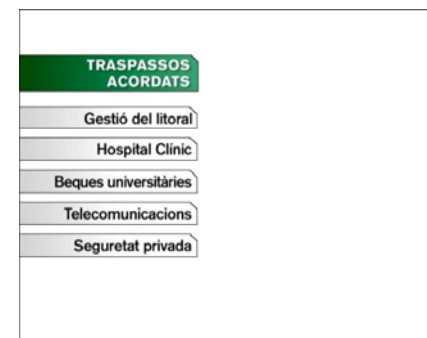 TRASPASSOS
ACORDATS
Gestió del litoral
Hospital Clínic
Beques universitàries
Telecomunicacions
Seguretat privada